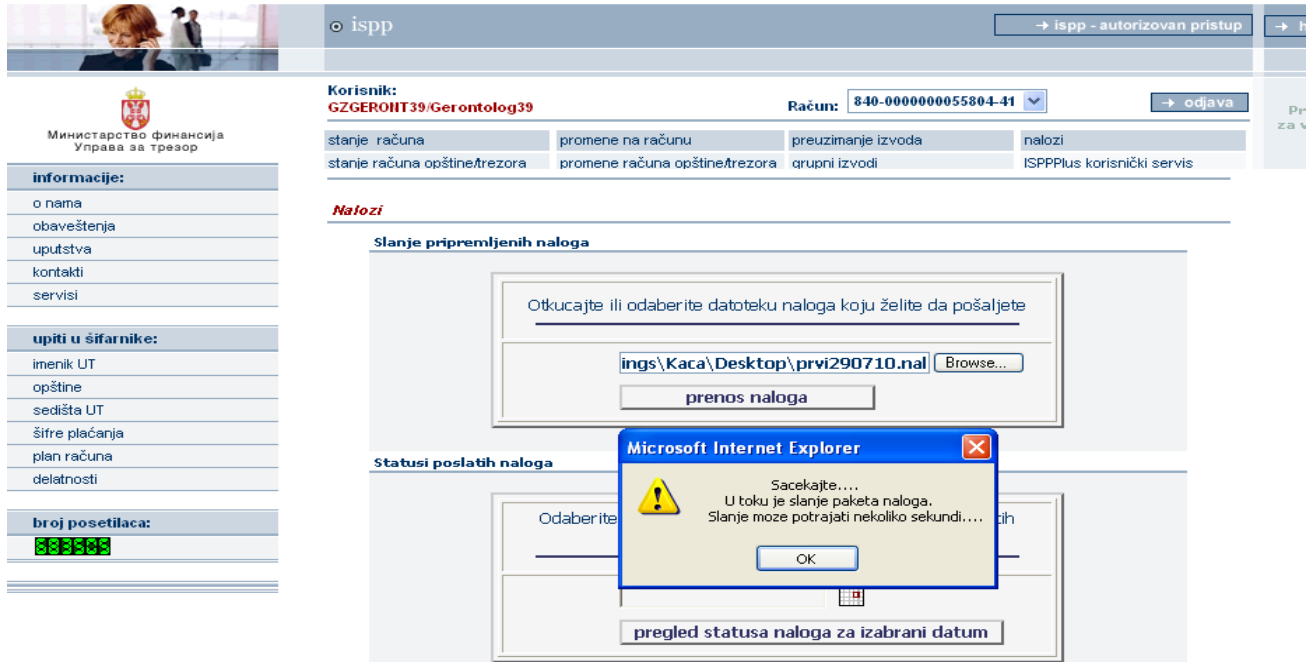 ispp
→ ispp - autorizovan pristup
→
Korisnik:
GZGERONT39/Gerontolog39
Račun:
840-0000000055804-41
→ odjava
Министарство финансија
Управа за трезор
stanje računa
promene na računu
preuzimanje izvoda
nalozi
stanje računa opštine/trezora
promene računa opštine/trezora
grupni izvodi
ISPPPlus korisnički servis
informacije:
o nama
obaveštenja
uputstva
kontakti
servisi
upiti u šifarnike:
imenik UT
opštine
sedišta UT
šifre plaćanja
plan računa
delatnosti
broj posetilaca:
Nalozi
Slanje pripremljenih naloga
Otkucajte ili odaberite datoteku naloga koju želite da pošaljete
ings\Kaca\Desktop\prvi290710.nal
Browse...
prenos naloga
Statusi poslatih naloga
Odaberite
Microsoft Internet Explorer
Sacekajte....
U toku je slanje paketa naloga.
Slanje moze potrajati nekoliko sekundi....
OK
pregled statusa naloga za izabrani datum